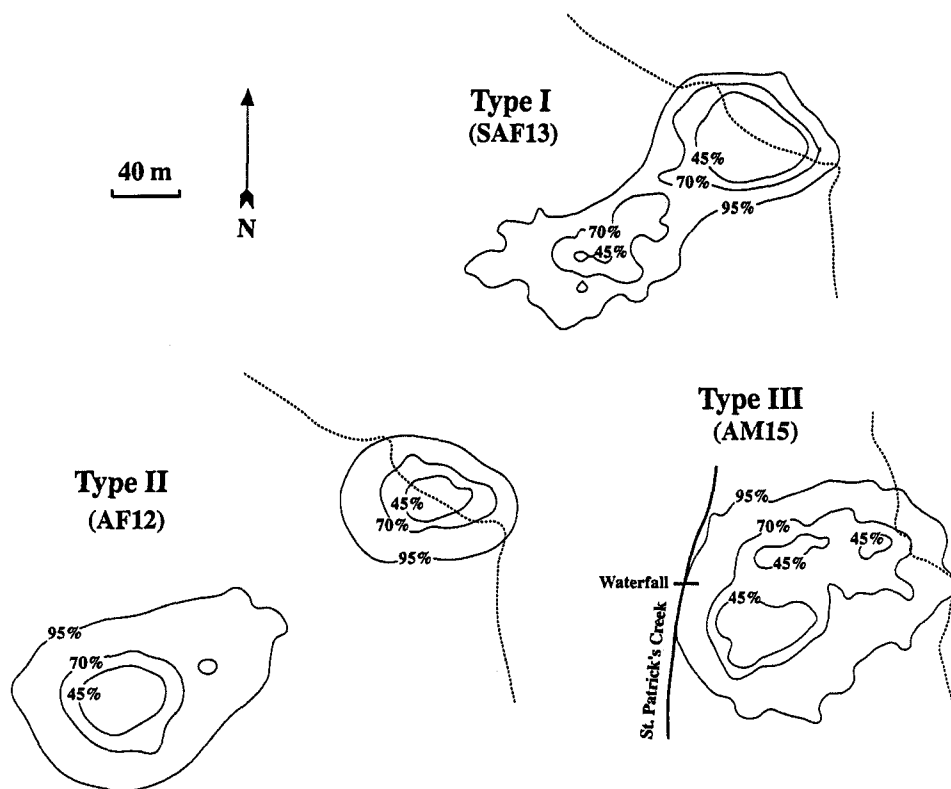 Type I
(SAF13)
40 m
N
45%
70%
95%
70%
45%
Type III
(AM15)
Type II
(AF12)
45%
70%
95%
95%
70%
45%
95%
70%
45%
45%
45%
Waterfall
St. Patrick's Creek